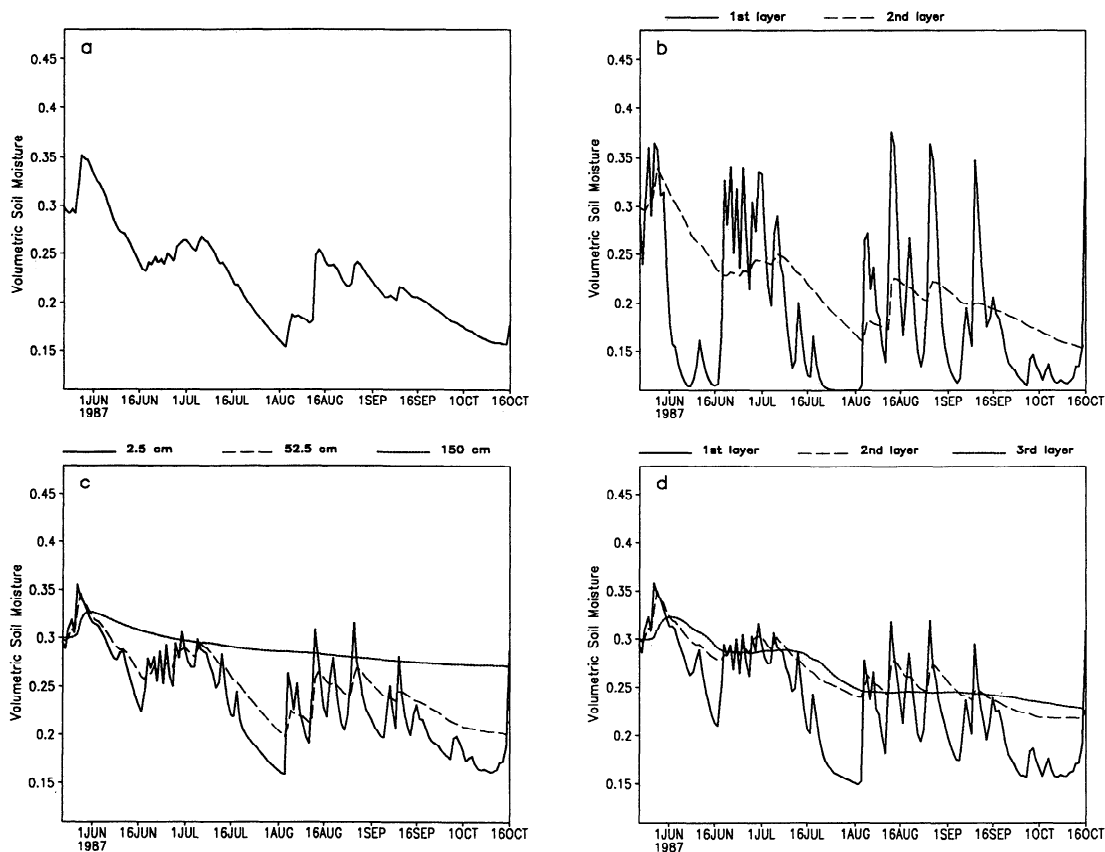 1st layer 2nd layer
a
0.45
0.4
0.35
0.3
0.25
0.2
0.15
Volumetric Soil Moisture
1JUN 16JUN 1JUL 16JUL 1AUG 16AUG 1SEP 16SEP 1OCT 16OCT
1987
b
0.45
0.4
0.35
0.3
0.25
0.2
0.15
Volumetric Soil Moisture
1JUN 16JUN 1JUL 16JUL 1AUG 16AUG 1SEP 16SEP 1OCT 16OCT
1987
2.5 cm 52.5 cm 150 cm
c
0.45
0.4
0.35
0.3
0.25
0.2
0.15
Volumetric Soil Moisture
1JUN 16JUN 1JUL 16JUL 1AUG 16AUG 1SEP 16SEP 1OCT 16OCT
1987
1st layer 2nd layer 3rd layer
d
0.45
0.4
0.35
0.3
0.25
0.2
0.15
Volumetric Soil Moisture
1JUN 16JUN 1JUL 16JUL 1AUG 16AUG 1SEP 16SEP 1OCT 16OCT
1987